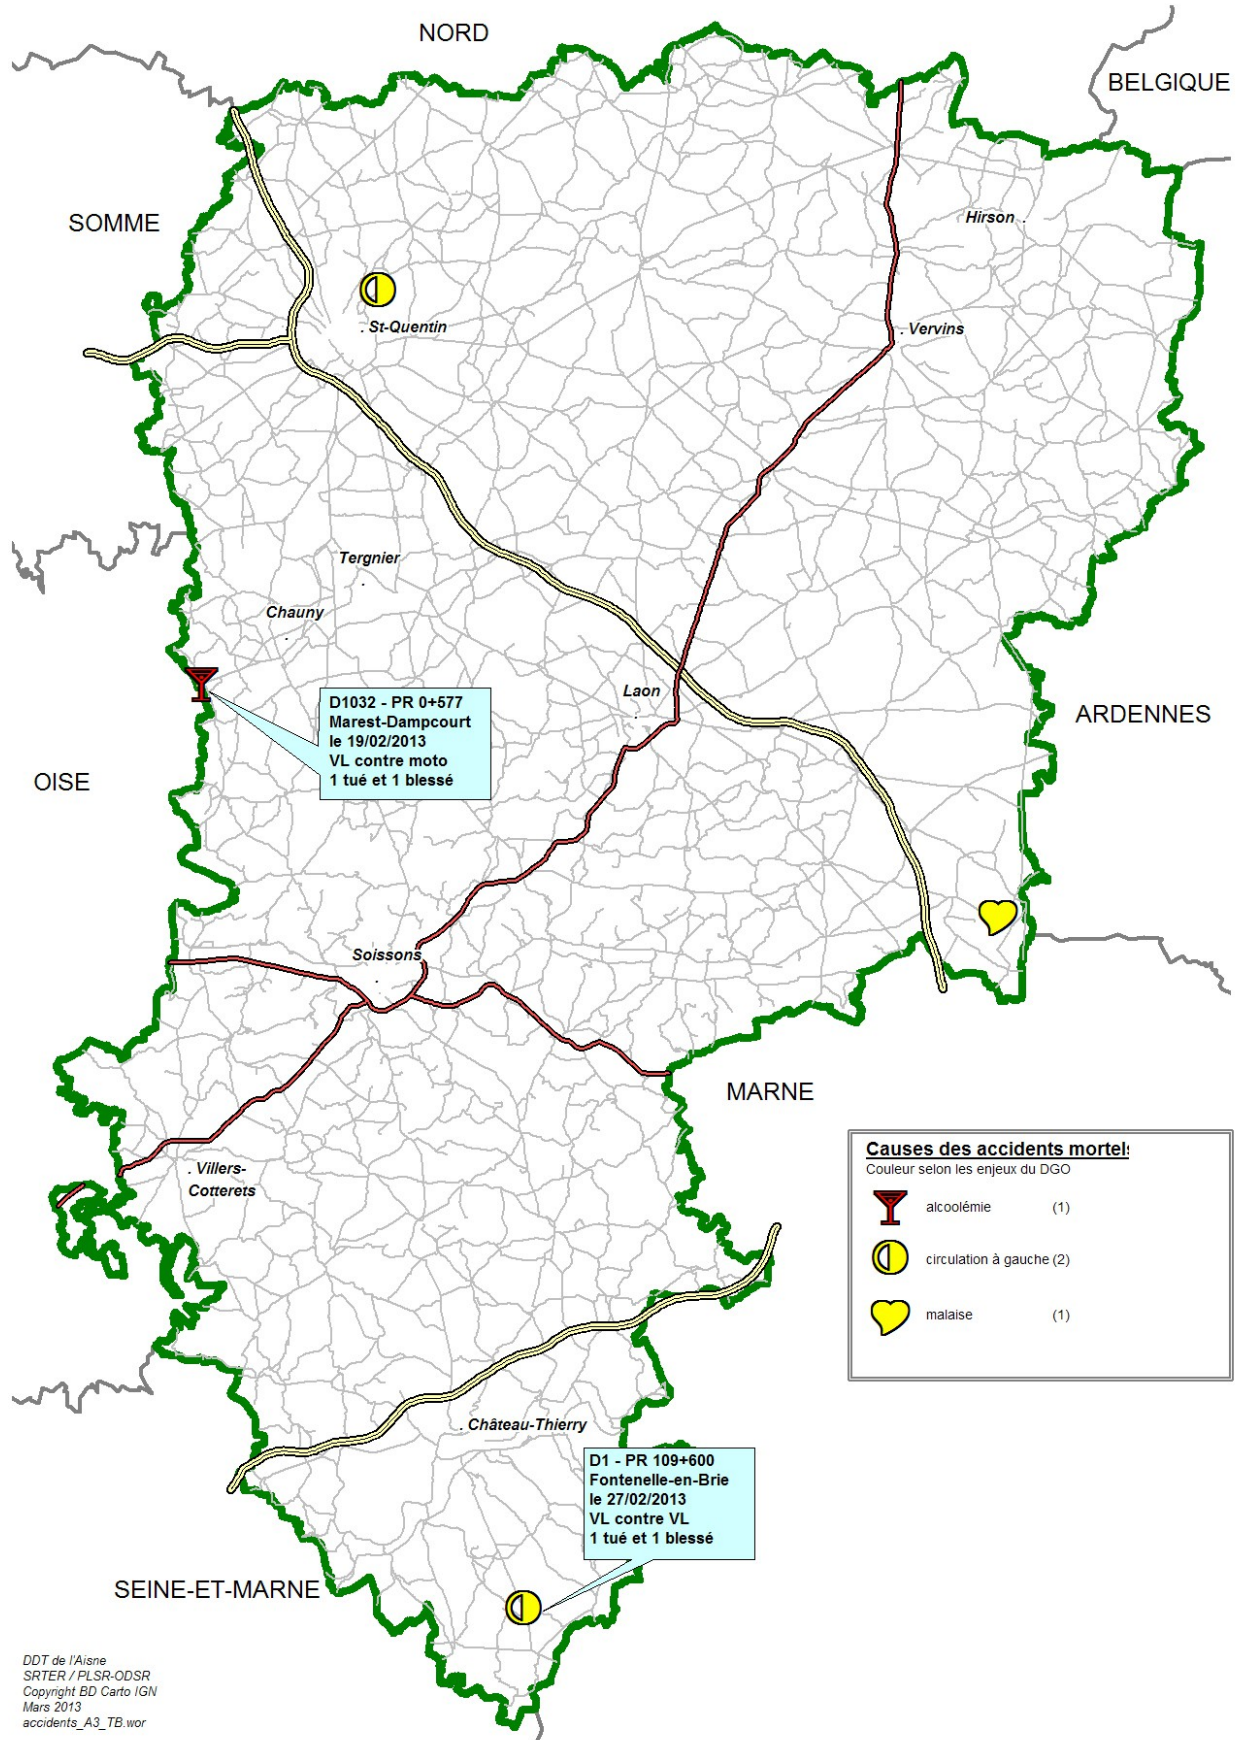 NORD
BELGIQUE
SOMME
Hirson
St-Quentin
Vervins
Tergnier
Chauny
Laon
D1032 - PR 0+577
Marest-Dampcourt
le 19/02/2013
VL contre moto
1 tué et 1 blessé
ARDENNES
OISE
Soissons
MARNE
Villers-
Cotterets
Causes des accidents mortels
Couleur selon les enjeux du DGO
alcoolémie (1)
circulation à gauche (2)
malaise (1)
Château-Thierry
D1 - PR 109+600
Fontenelle-en-Brie
le 27/02/2013
VL contre VL
1 tué et 1 blessé
SEINE-ET-MARNE
DDT de l'Aisne
SRTER / PLSR-ODSR
Copyright BD Carto IGN
Mars 2013
accidents_A3_TB.wor